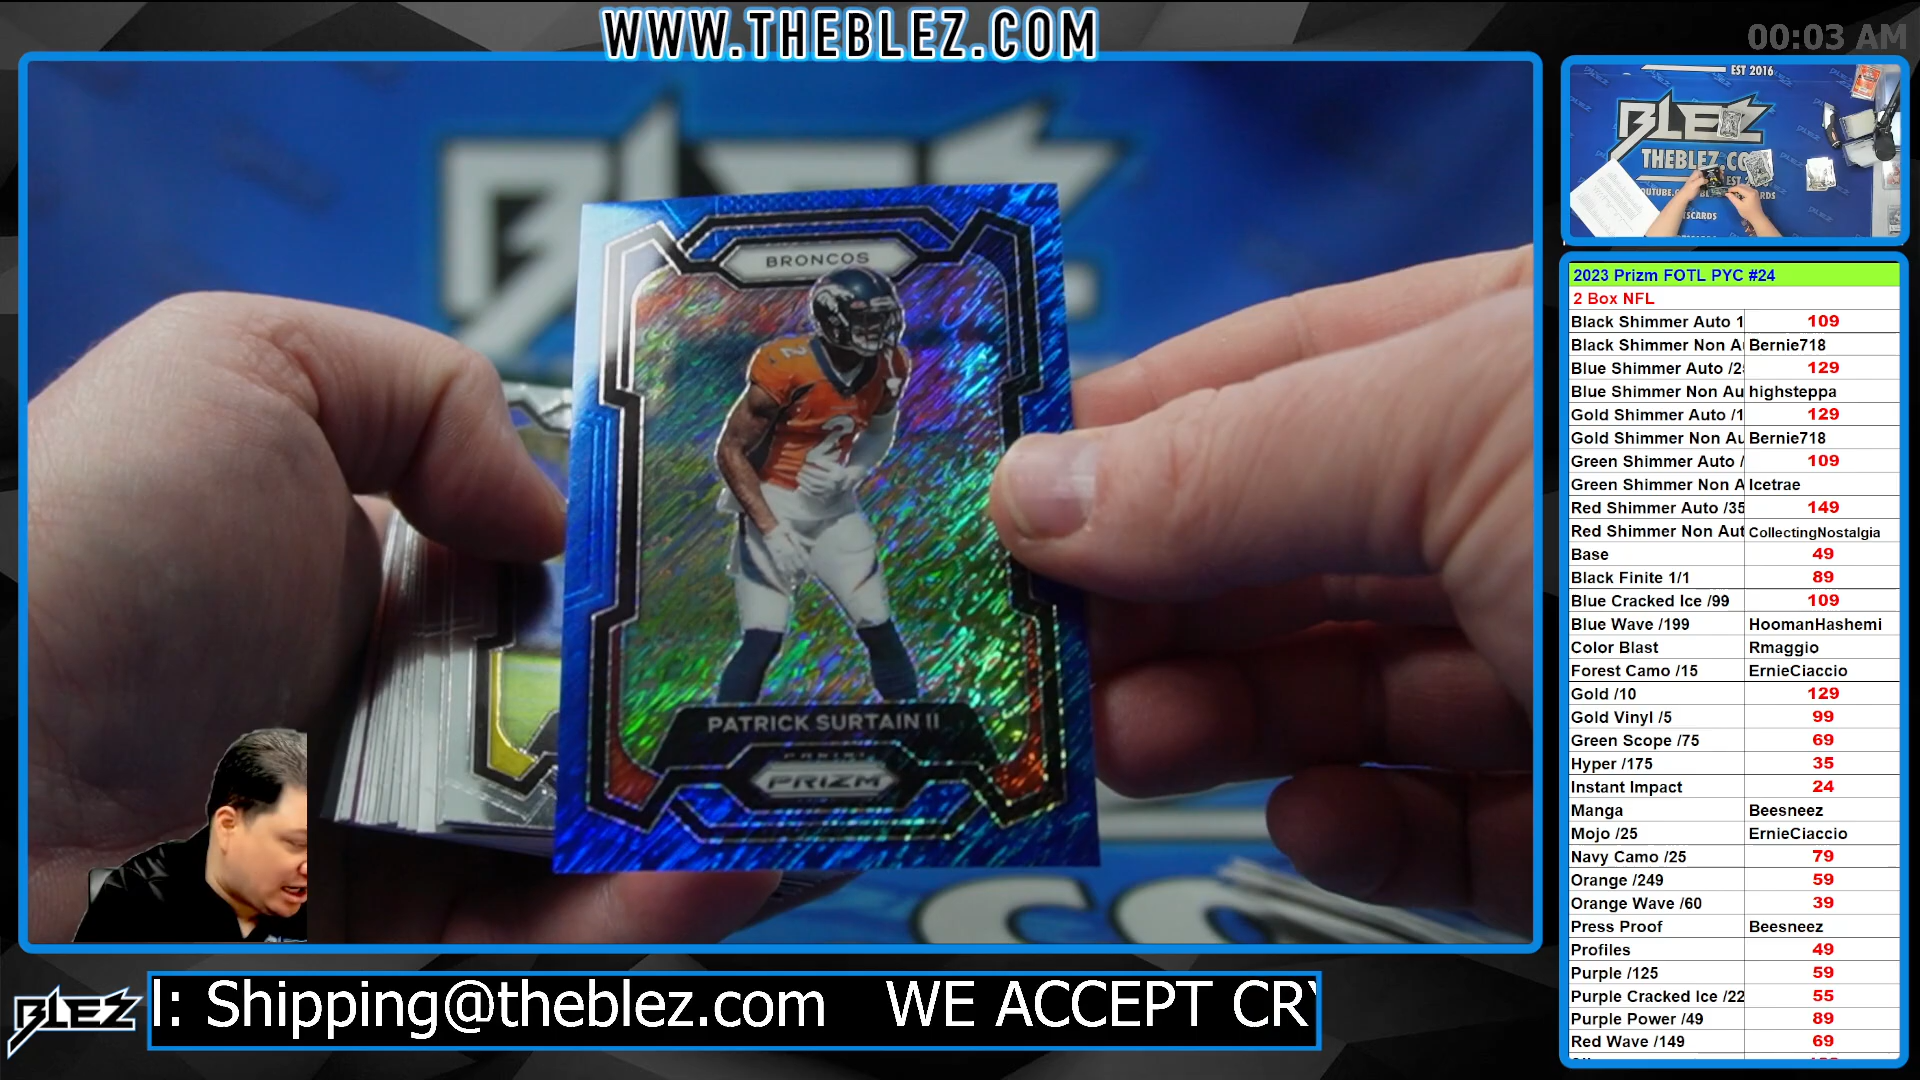 WWW.THEBLEZ.COM
00:03 AM
BLEZ
BRONCOS
2
PATRICK SURTAIN II
PANINI
PRIZM
CO
EST 2016
BLEZ
THEBLEZ.CO
EST
2023 Prizm FOTL PYC #24
2 Box NFL
Black Shimmer Auto 1 109
Black Shimmer Non Au Bernie718
Blue Shimmer Auto /2 129
Blue Shimmer Non Au highsteppa
Gold Shimmer Auto /1 129
Gold Shimmer Non Au Bernie718
Green Shimmer Auto / 109
Green Shimmer Non A Icetrae
Red Shimmer Auto /35 149
Red Shimmer Non Aut CollectingNostalgia
Base 49
Black Finite 1/1 89
Blue Cracked Ice /99 109
Blue Wave /199 HoomanHashemi
Color Blast Rmaggio
Forest Camo /15 ErnieCiaccio
Gold /10 129
Gold Vinyl /5 99
Green Scope /75 69
Hyper /175 35
Instant Impact 24
Manga Beesneez
Mojo /25 ErnieCiaccio
Navy Camo /25 79
Orange /249 59
Orange Wave /60 39
Press Proof Beesneez
Profiles 49
Purple /125 59
Purple Cracked Ice /22 55
Purple Power /49 89
Red Wave /149 69
BLEZ
l: Shipping@theblez.com WE ACCEPT CRY